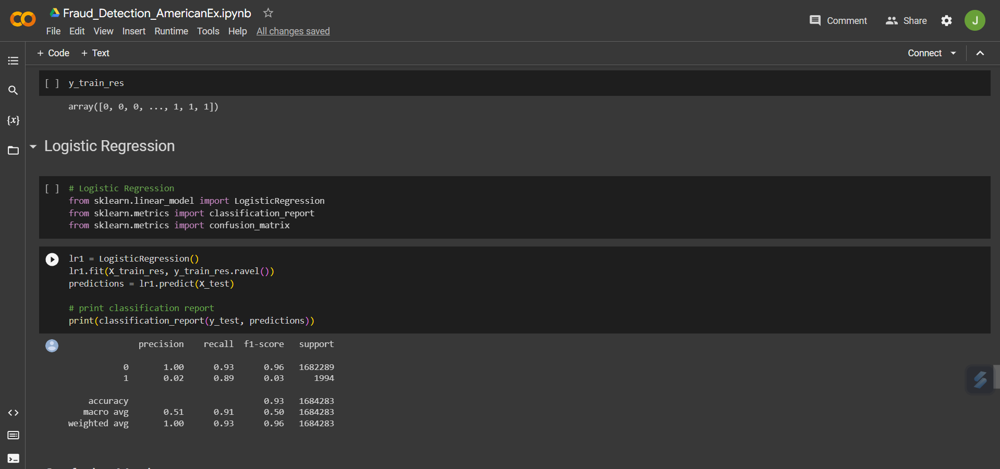 Fraud_Detection_AmericanEx.ipynb
Comment
Share
J
File Edit View Insert Runtime Tools Help All changes saved
+ Code + Text
Connect
[ ] y_train_res
array([0, 0, 0, ..., 1, 1, 1])
{x}
Logistic Regression
[ ] # Logistic Regression
from sklearn.linear_model import LogisticRegression
from sklearn.metrics import classification_report
from sklearn.metrics import confusion_matrix
lr1 = LogisticRegression()
lr1.fit(X_train_res, y_train_res.ravel())
predictions = lr1.predict(X_test)
# print classification report
print(classification_report(y_test, predictions))
precision recall f1-score support
0 1.00 0.93 0.96 1682289
1 0.02 0.89 0.03 1994
accuracy 0.93 1684283
macro avg 0.51 0.91 0.50 1684283
weighted avg 1.00 0.93 0.96 1684283